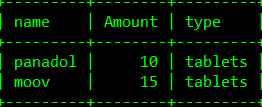 name | Amount | type
panadol | 10 | tablets
moov | 15 | tablets